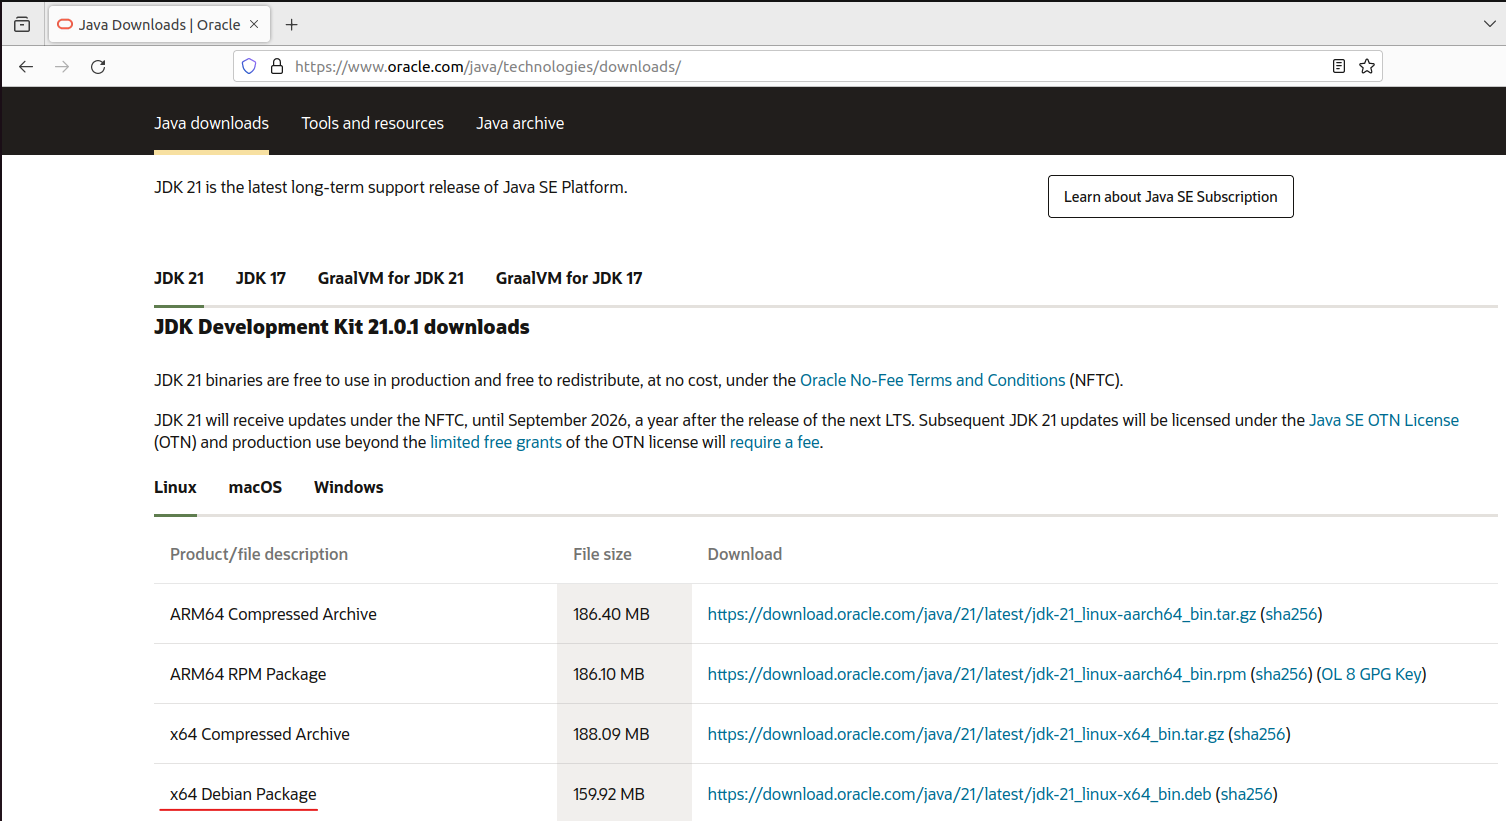 Java Downloads | Oracle
https://www.oracle.com/java/technologies/downloads/
Java downloads Tools and resources Java archive
JDK 21 is the latest long-term support release of Java SE Platform.
Learn about Java SE Subscription
JDK 21 JDK 17 GraalVM for JDK 21 GraalVM for JDK 17
JDK Development Kit 21.0.1 downloads
JDK 21 binaries are free to use in production and free to redistribute, at no cost, under the Oracle No-Fee Terms and Conditions (NFTC).
JDK 21 will receive updates under the NFTC, until September 2026, a year after the release of the next LTS. Subsequent JDK 21 updates will be licensed under the Java SE OTN License
(OTN) and production use beyond the limited free grants of the OTN license will require a fee.
Linux macOS Windows
Product/file description File size Download
ARM64 Compressed Archive 186.40 MB https://download.oracle.com/java/21/latest/jdk-21_linux-aarch64_bin.tar.gz (sha256)
ARM64 RPM Package 186.10 MB https://download.oracle.com/java/21/latest/jdk-21_linux-aarch64_bin.rpm (sha256) (OL 8 GPG Key)
x64 Compressed Archive 188.09 MB https://download.oracle.com/java/21/latest/jdk-21_linux-x64_bin.tar.gz (sha256)
x64 Debian Package 159.92 MB https://download.oracle.com/java/21/latest/jdk-21_linux-x64_bin.deb (sha256)